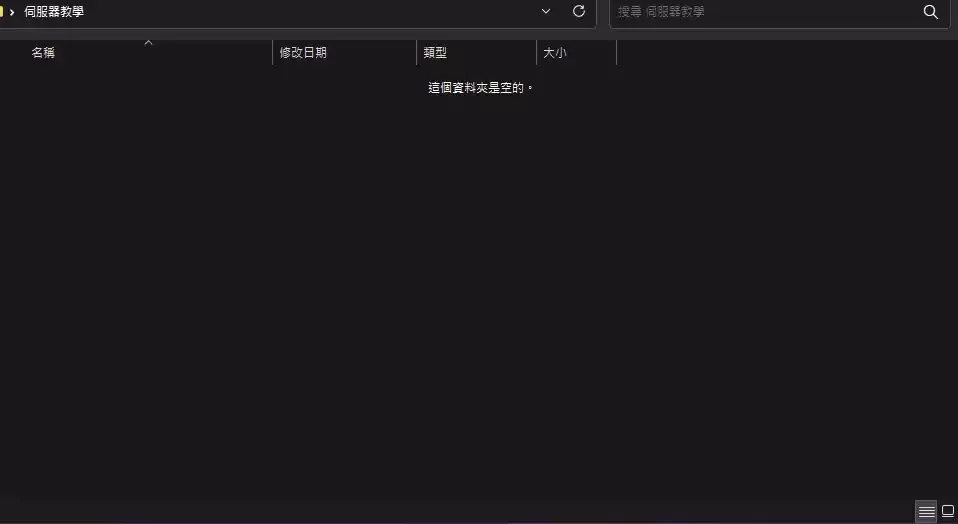 伺服器教學
搜尋 伺服器教學
名稱
修改日期
類型
大小
這個資料夾是空的。